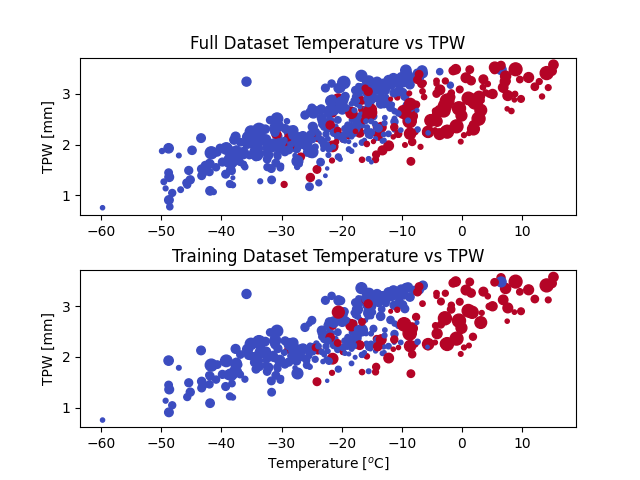 Full Dataset Temperature vs TPW
TPW [mm]
3
2
1
−60 −50 −40 −30 −20 −10 0 10
Training Dataset Temperature vs TPW
TPW [mm]
3
2
1
−60 −50 −40 −30 −20 −10 0 10
Temperature [°C]